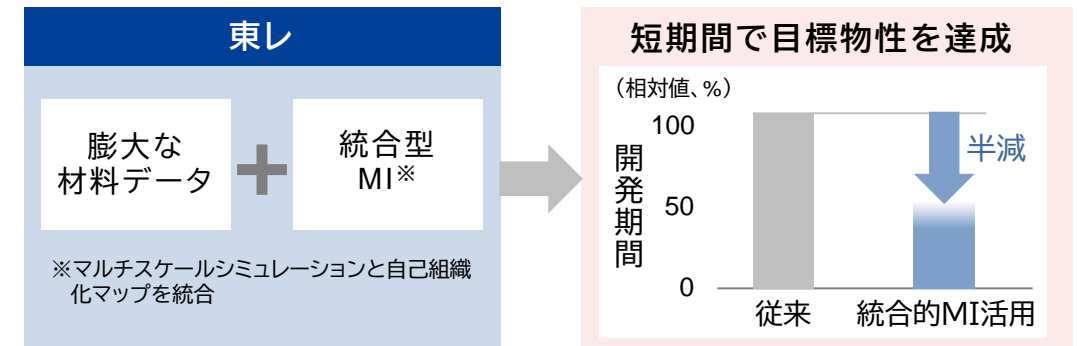 東レ
膨大な
材料データ
統合型
MI※
※マルチスケールシミュレーションと自己組織
化マップを統合
短期間で目標物性を達成
（相対値、%）
開発期間
100
50
0
半減
従来
統合的MI活用